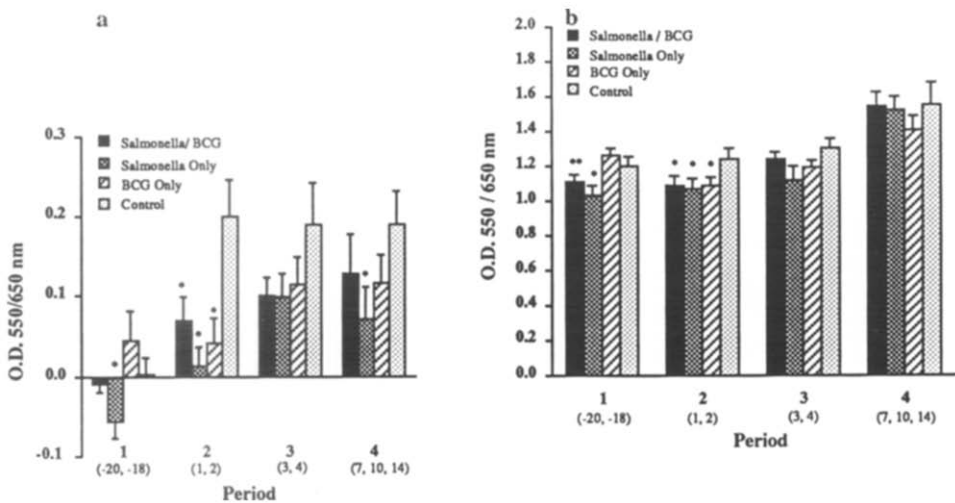 a
0.3
0.2
0.1
0.0
-0.1
O.D. 550/650 nm
Salmonella/ BCG
Salmonella Only
BCG Only
Control
*
*
*
*
*
1
2
3
4
(-20, -18)
(1, 2)
(3, 4)
(7, 10, 14)
Period
b
2.0
1.8
1.6
1.4
1.2
1.0
0.8
0.6
0.4
0.2
0.0
O.D. 550 / 650 nm
Salmonella / BCG
Salmonella Only
BCG Only
Control
**
*
*
*
*
1
2
3
4
(-20, -18)
(1, 2)
(3, 4)
(7, 10, 14)
Period